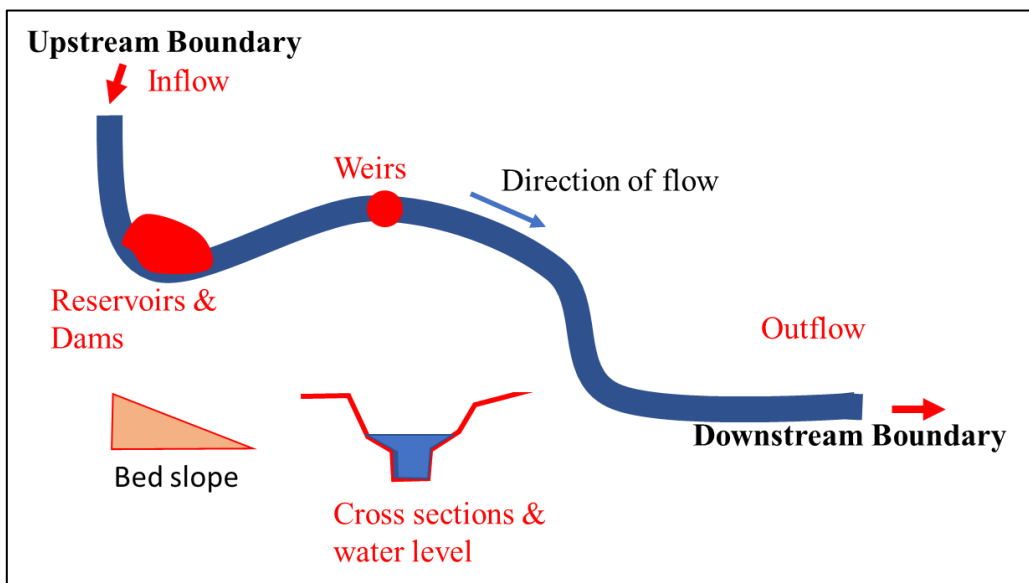 Upstream Boundary
Inflow
Weirs
Direction of flow
Reservoirs &
Dams
Outflow
Downstream Boundary
Bed slope
Cross sections &
water level